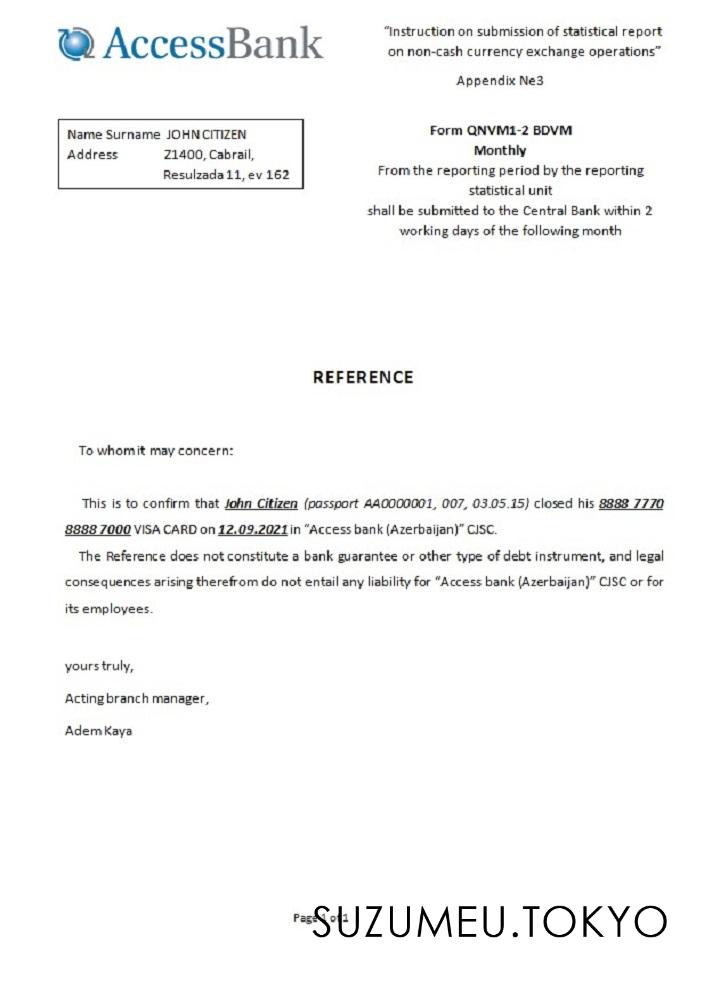 AccessBank
"Instruction on submission of statistical report
on non-cash currency exchange operations"
Appendix Ne3
Name Surname JOHN CITIZEN
Address Z1400, Cabrail,
Resulzada 11, ev 162
Form QNVM1-2 BDVM
Monthly
From the reporting period by the reporting
statistical unit
shall be submitted to the Central Bank within 2
working days of the following month
REFERENCE
To whom it may concern:
This is to confirm that John Citizen (passport AA0000001, 007, 03.05.15) closed his 8888 7770
8888 7000 VISA CARD on 12.09.2021 in "Access bank (Azerbaijan)" CJSC.
The Reference does not constitute a bank guarantee or other type of debt instrument, and legal
consequences arising therefrom do not entail any liability for "Access bank (Azerbaijan)" CJSC or for
its employees.
yours truly,
Acting branch manager,
Adem Kaya
Page 1 of 1
SUZUMEU.TOKYO